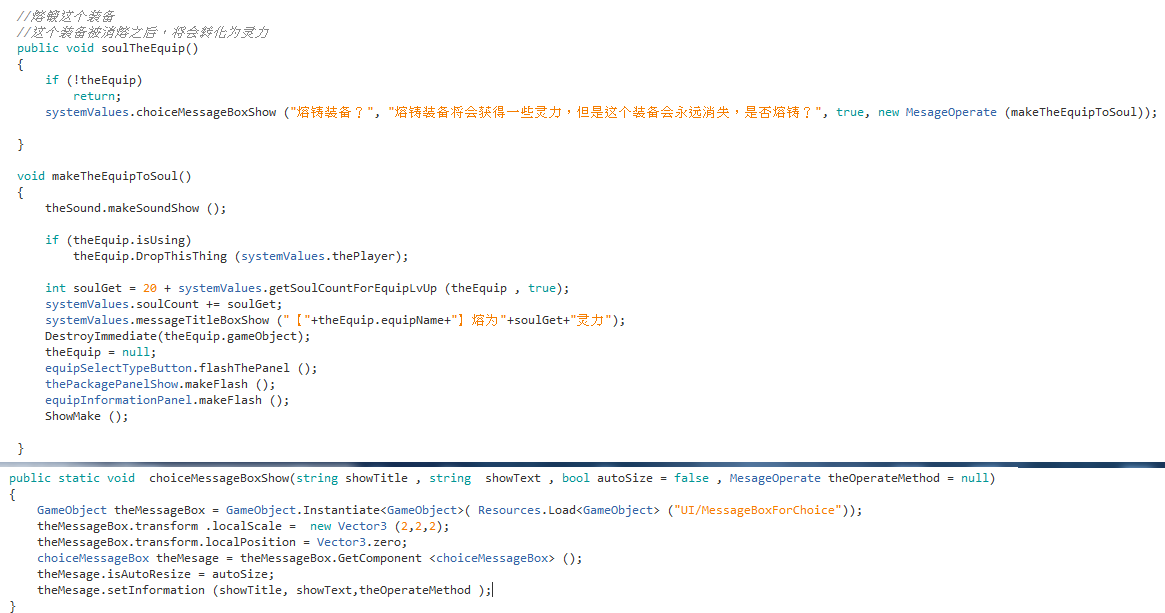 //熔锻这个装备
//这个装备被消熔之后，将会转化为灵力
public void soulTheEquip()
{
if (!theEquip)
return;
systemValues.choiceMessageBoxShow ("熔铸装备？", "熔铸装备将会获得一些灵力，但是这个装备会永远消失，是否熔铸？", true, new MesageOperate (makeTheEquipToSoul));
}
void makeTheEquipToSoul()
{
theSound.makeSoundShow ();
if (theEquip.isUsing)
theEquip.DropThisThing (systemValues.thePlayer);
int soulGet = 20 + systemValues.getSoulCountForEquipLvUp (theEquip , true);
systemValues.soulCount += soulGet;
systemValues.messageTitleBoxShow ("【"+theEquip.equipName+"】熔为"+soulGet+"灵力");
DestroyImmediate(theEquip.gameObject);
theEquip = null;
equipSelectTypeButton.flashThePanel ();
thePackagePanelShow.makeFlash ();
equipInformationPanel.makeFlash ();
ShowMake ();
}
public static void  choiceMessageBoxShow(string showTitle , string  showText , bool autoSize = false , MesageOperate theOperateMethod = null)
{
GameObject theMessageBox = GameObject.Instantiate<GameObject>( Resources.Load<GameObject> ("UI/MessageBoxForChoice"));
theMessageBox.transform .localScale =  new Vector3 (2,2,2);
theMessageBox.transform.localPosition = Vector3.zero;
choiceMessageBox theMesage = theMessageBox.GetComponent <choiceMessageBox> ();
theMesage.isAutoResize = autoSize;
theMesage.setInformation (showTitle, showText,theOperateMethod );
}